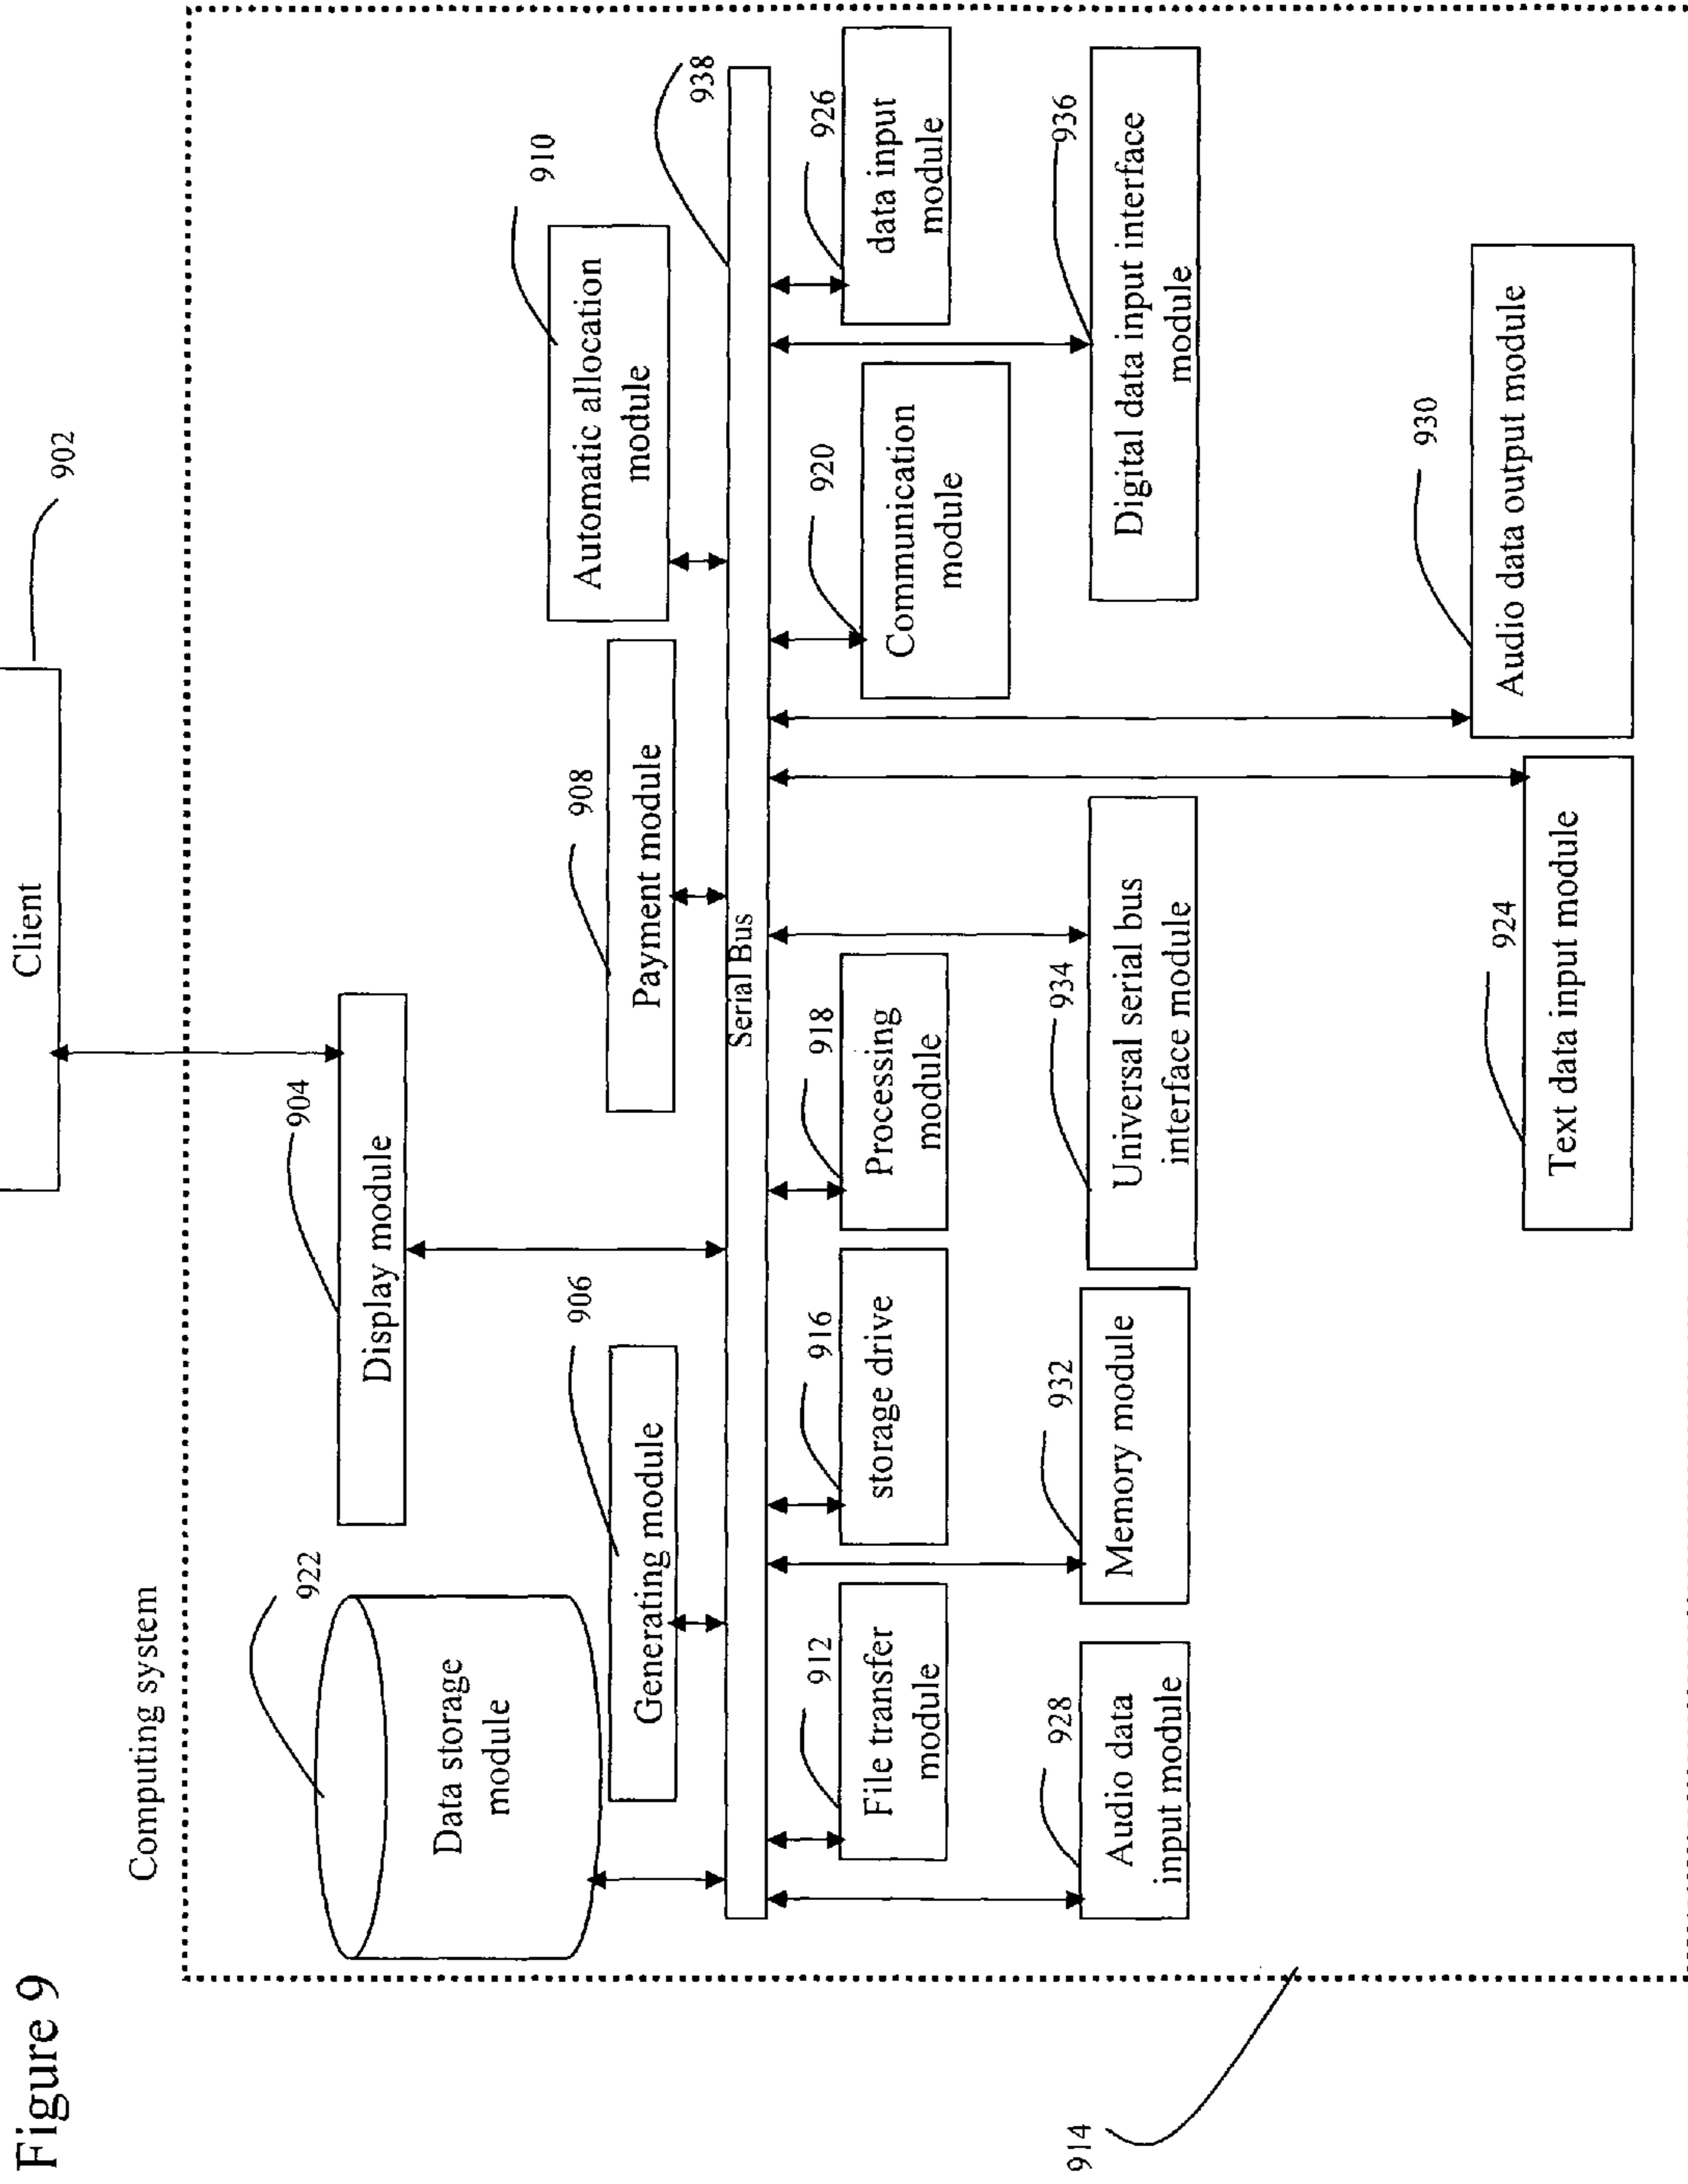 Figure 9
Client
902
Computing system
922
Data storage
module
904
Display module
906
Generating module
908
Payment module
910
Automatic allocation
module
938
Serial Bus
912
File transfer
module
916
storage drive
918
Processing
module
920
Communication
module
926
data input
module
928
Audio data
input module
932
Memory module
934
Universal serial bus
interface module
936
Digital data input interface
module
924
Text data input module
930
Audio data output module
914